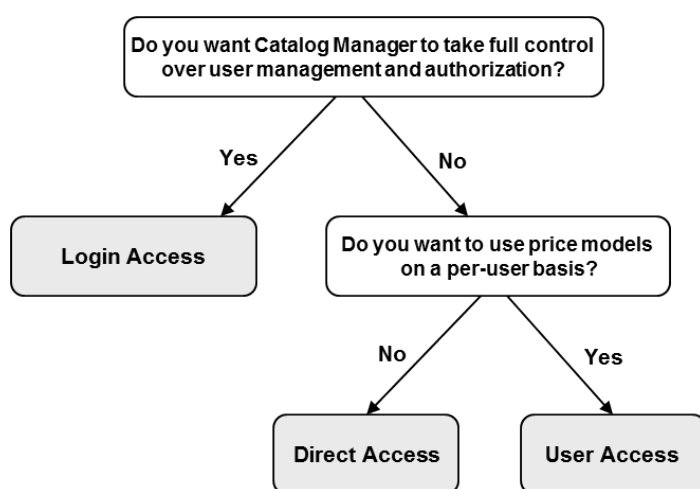 Do you want Catalog Manager to take full control
over user management and authorization?
Yes
No
Login Access
Do you want to use price models
on a per-user basis?
No
Yes
Direct Access
User Access